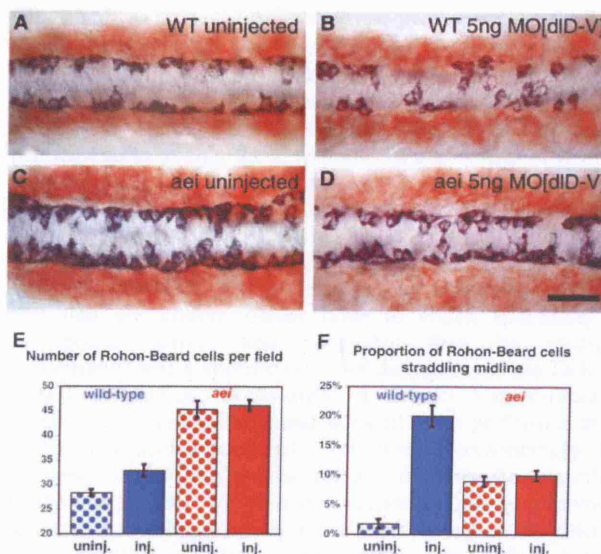 A WT uninjected
B WT 5ng MO[dlD-V]
C aei uninjected
D aei 5ng MO[dlD-V]
E
Number of Rohon-Beard cells per field
wild-type aei
45
40
35
30
25
20
uninj. inj. uninj. inj.
F
Proportion of Rohon-Beard cells
straddling midline
wild-type aei
20%
15%
10%
5%
0%
uninj. inj. uninj. inj.